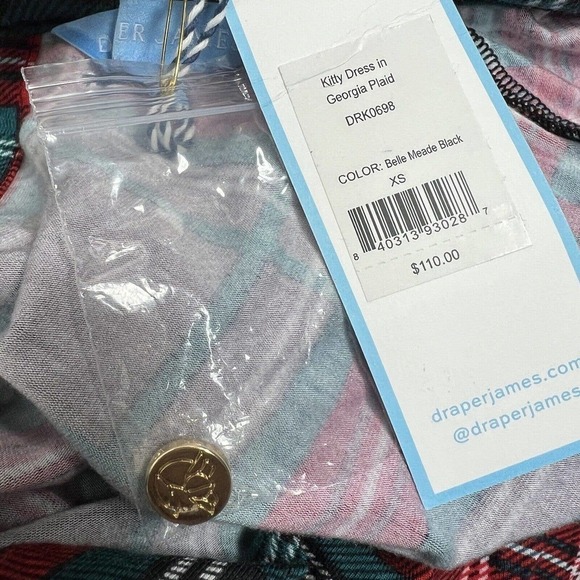 Kitty Dress in
Georgia Plaid
DRK0698
COLOR: Belle Meade Black
XS
8 40313 93028 7
$110.00
draperjames.com
@draperjames